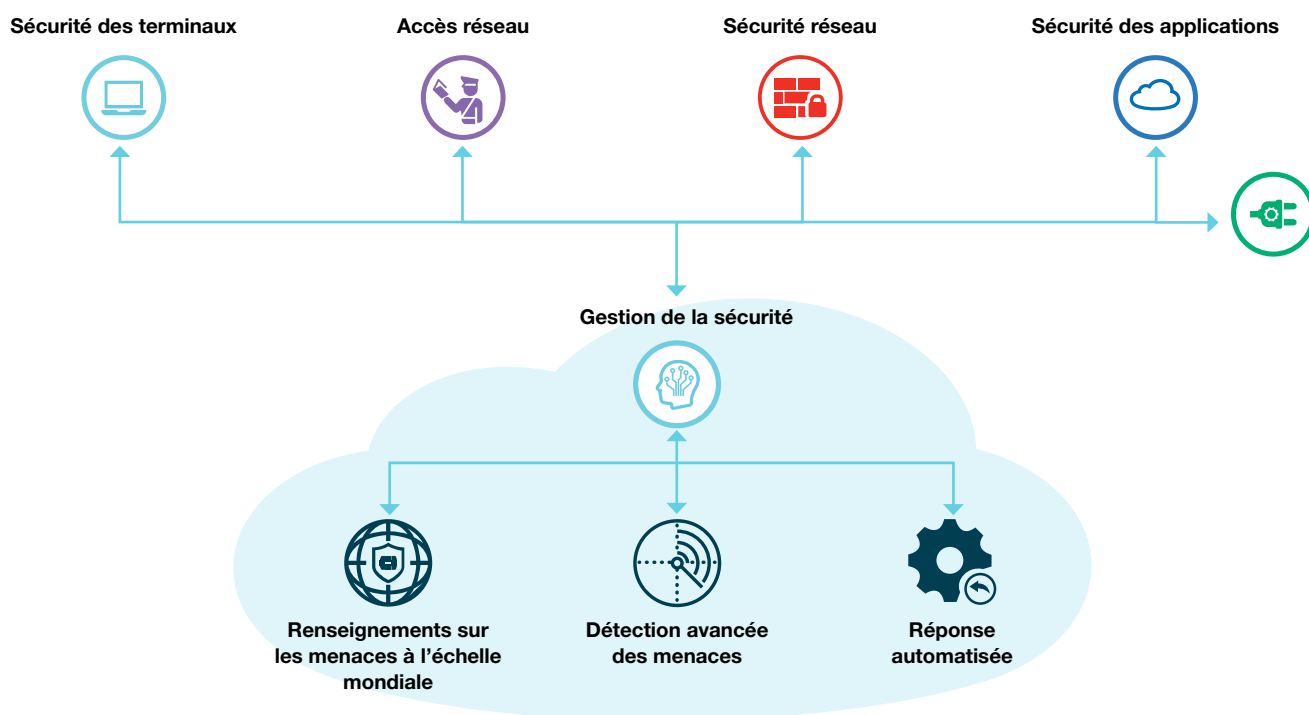 Sécurité des terminaux
Accès réseau
Sécurité réseau
Sécurité des applications
Gestion de la sécurité
Renseignements sur
les menaces à l’échelle
mondiale
Détection avancée
des menaces
Réponse
automatisée